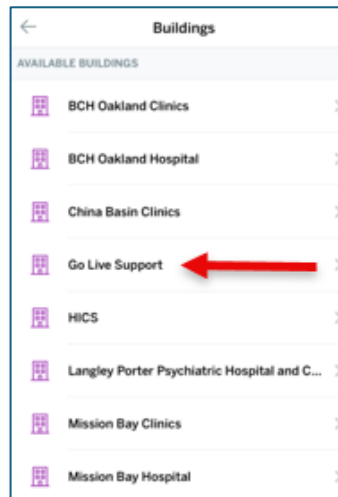 Buildings
AVAILABLE BUILDINGS
BCH Oakland Clinics
BCH Oakland Hospital
China Basin Clinics
Go Live Support
HICS
Langley Porter Psychiatric Hospital and C...
Mission Bay Clinics
Mission Bay Hospital